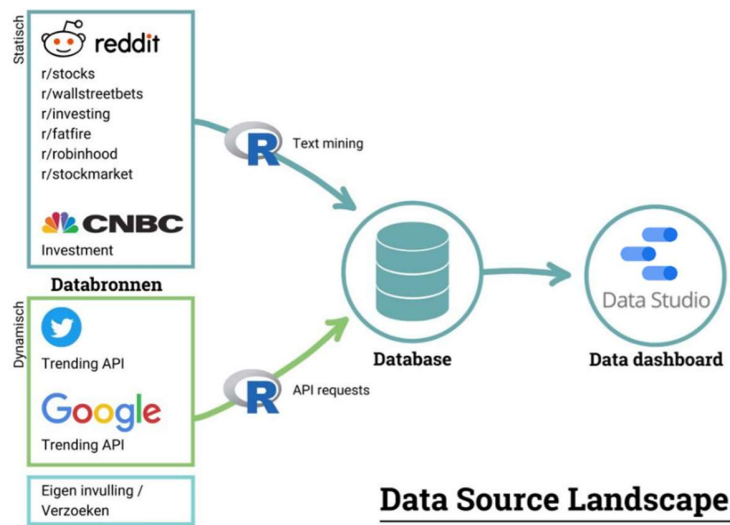 Statisch
reddit
r/stocks
r/wallstreetbets
r/investing
r/fatfire
r/robinhood
r/stockmarket
CNBC
Investment
Databronnen
Dynamisch
Trending API
Google
Trending API
Eigen invulling /
Verzoeken
R Text mining
R API requests
Database
Data Studio
Data dashboard
Data Source Landscape